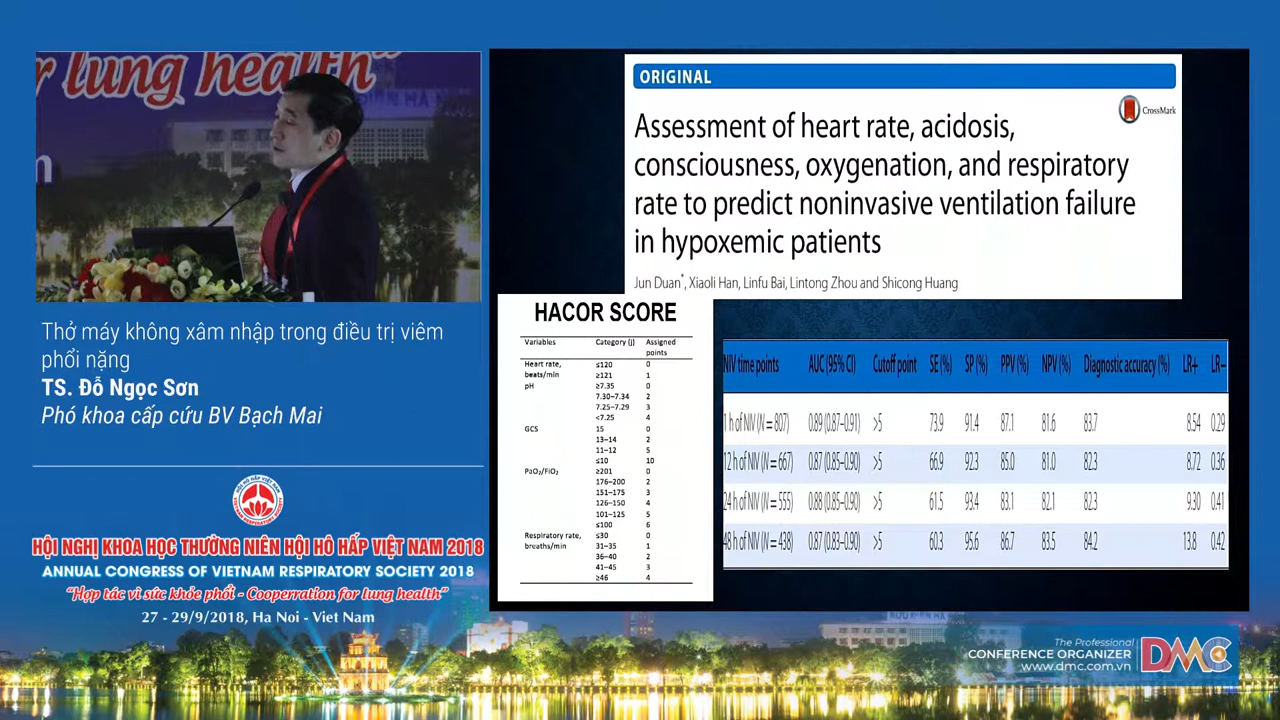 r lung health"
Thở máy không xâm nhập trong điều trị viêm
phổi nặng
TS. Đỗ Ngọc Sơn
Phó khoa cấp cứu BV Bạch Mai
HỘI NGHỊ KHOA HỌC THƯỜNG NIÊN HỘI HÔ HẤP VIỆT NAM 2018
ANNUAL CONGRESS OF VIETNAM RESPIRATORY SOCIETY 2018
"Hợp tác vì sức khỏe phổi - Cooperration for lung health"
27 - 29/9/2018, Ha Noi - Viet Nam
ORIGINAL
CrossMark
Assessment of heart rate, acidosis,
consciousness, oxygenation, and respiratory
rate to predict noninvasive ventilation failure
in hypoxemic patients
Jun Duan*, Xiaoli Han, Linfu Bai, Lintong Zhou and Shicong Huang
HACOR SCORE
Variables Category (j) Assigned
points
Heart rate, ≤120 0
beats/min ≥121 1
pH ≥7.35 0
7.30–7.34 2
7.25–7.29 3
<7.25 4
GCS 15 0
13–14 2
11–12 5
≤10 10
PaO₂/FiO₂ ≥201 0
176–200 2
151–175 3
126–150 4
101–125 5
≤100 6
Respiratory rate, ≤30 0
breaths/min 31–35 1
36–40 2
41–45 3
≥46 4
NIV time points AUC (95% CI) Cutoff point SE (%) SP (%) PPV (%) NPV (%) Diagnostic accuracy (%) LR+ LR−
1 h of NIV (N = 807) 0.89 (0.87–0.91) >5 73.9 91.4 87.1 81.6 83.7 8.54 0.29
12 h of NIV (N = 667) 0.87 (0.85–0.90) >5 66.9 92.3 85.0 81.0 82.3 8.72 0.36
24 h of NIV (N = 555) 0.88 (0.85–0.90) >5 61.5 93.4 83.1 82.1 82.3 9.30 0.41
48 h of NIV (N = 438) 0.87 (0.83–0.90) >5 60.3 95.6 86.7 83.5 84.2 13.8 0.42
The Professional
CONFERENCE ORGANIZER
www.dmc.com.vn
DMC